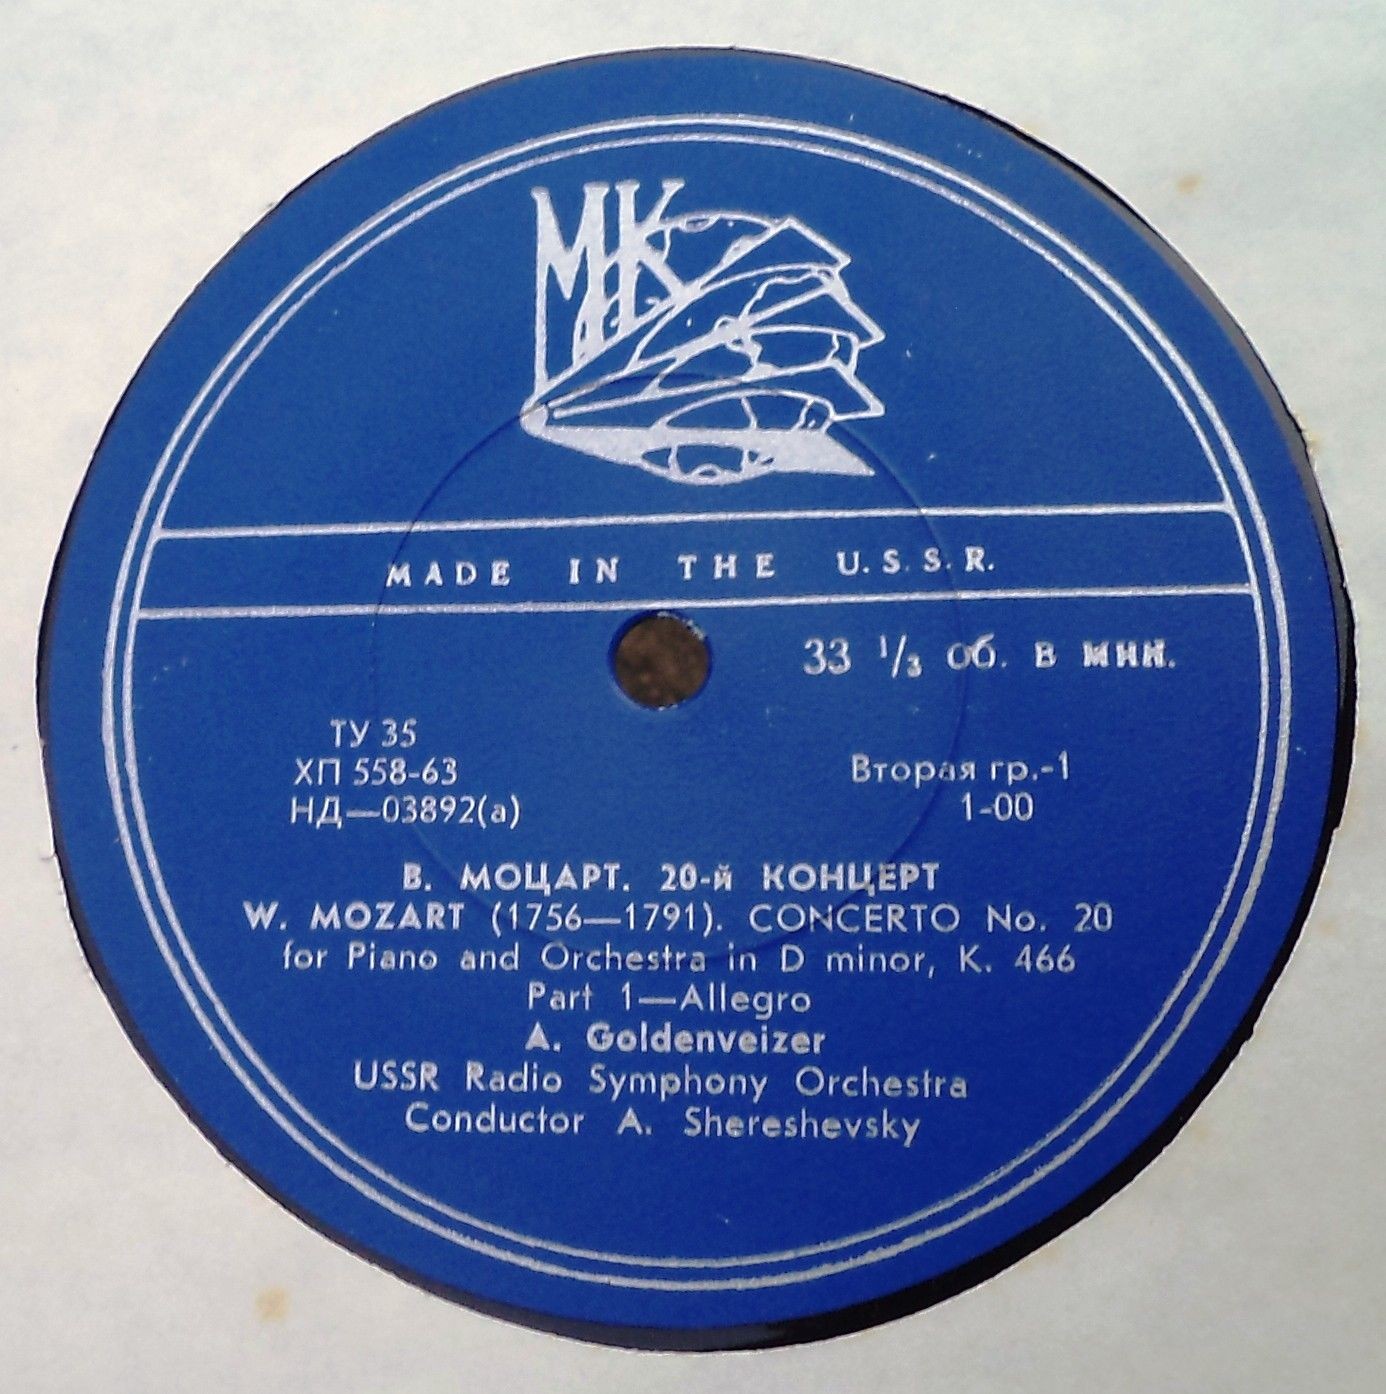 МК
MADE IN THE U.S.S.R.
33 1/3 об. в мин.
ТУ 35
ХП 558-63
НД—03892(а)
Вторая гр.-1
1-00
В. МОЦАРТ. 20-й КОНЦЕРТ
W. MOZART (1756—1791). CONCERTO No. 20
for Piano and Orchestra in D minor, K. 466
Part 1—Allegro
A. Goldenveizer
USSR Radio Symphony Orchestra
Conductor A. Shereshevsky